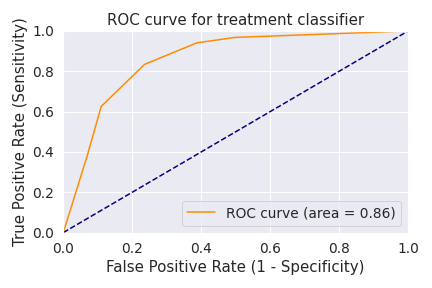 ROC curve for treatment classifier
True Positive Rate (Sensitivity)
1.0
0.8
0.6
0.4
0.2
0.0
ROC curve (area = 0.86)
0.0 0.2 0.4 0.6 0.8 1.0
False Positive Rate (1 - Specificity)